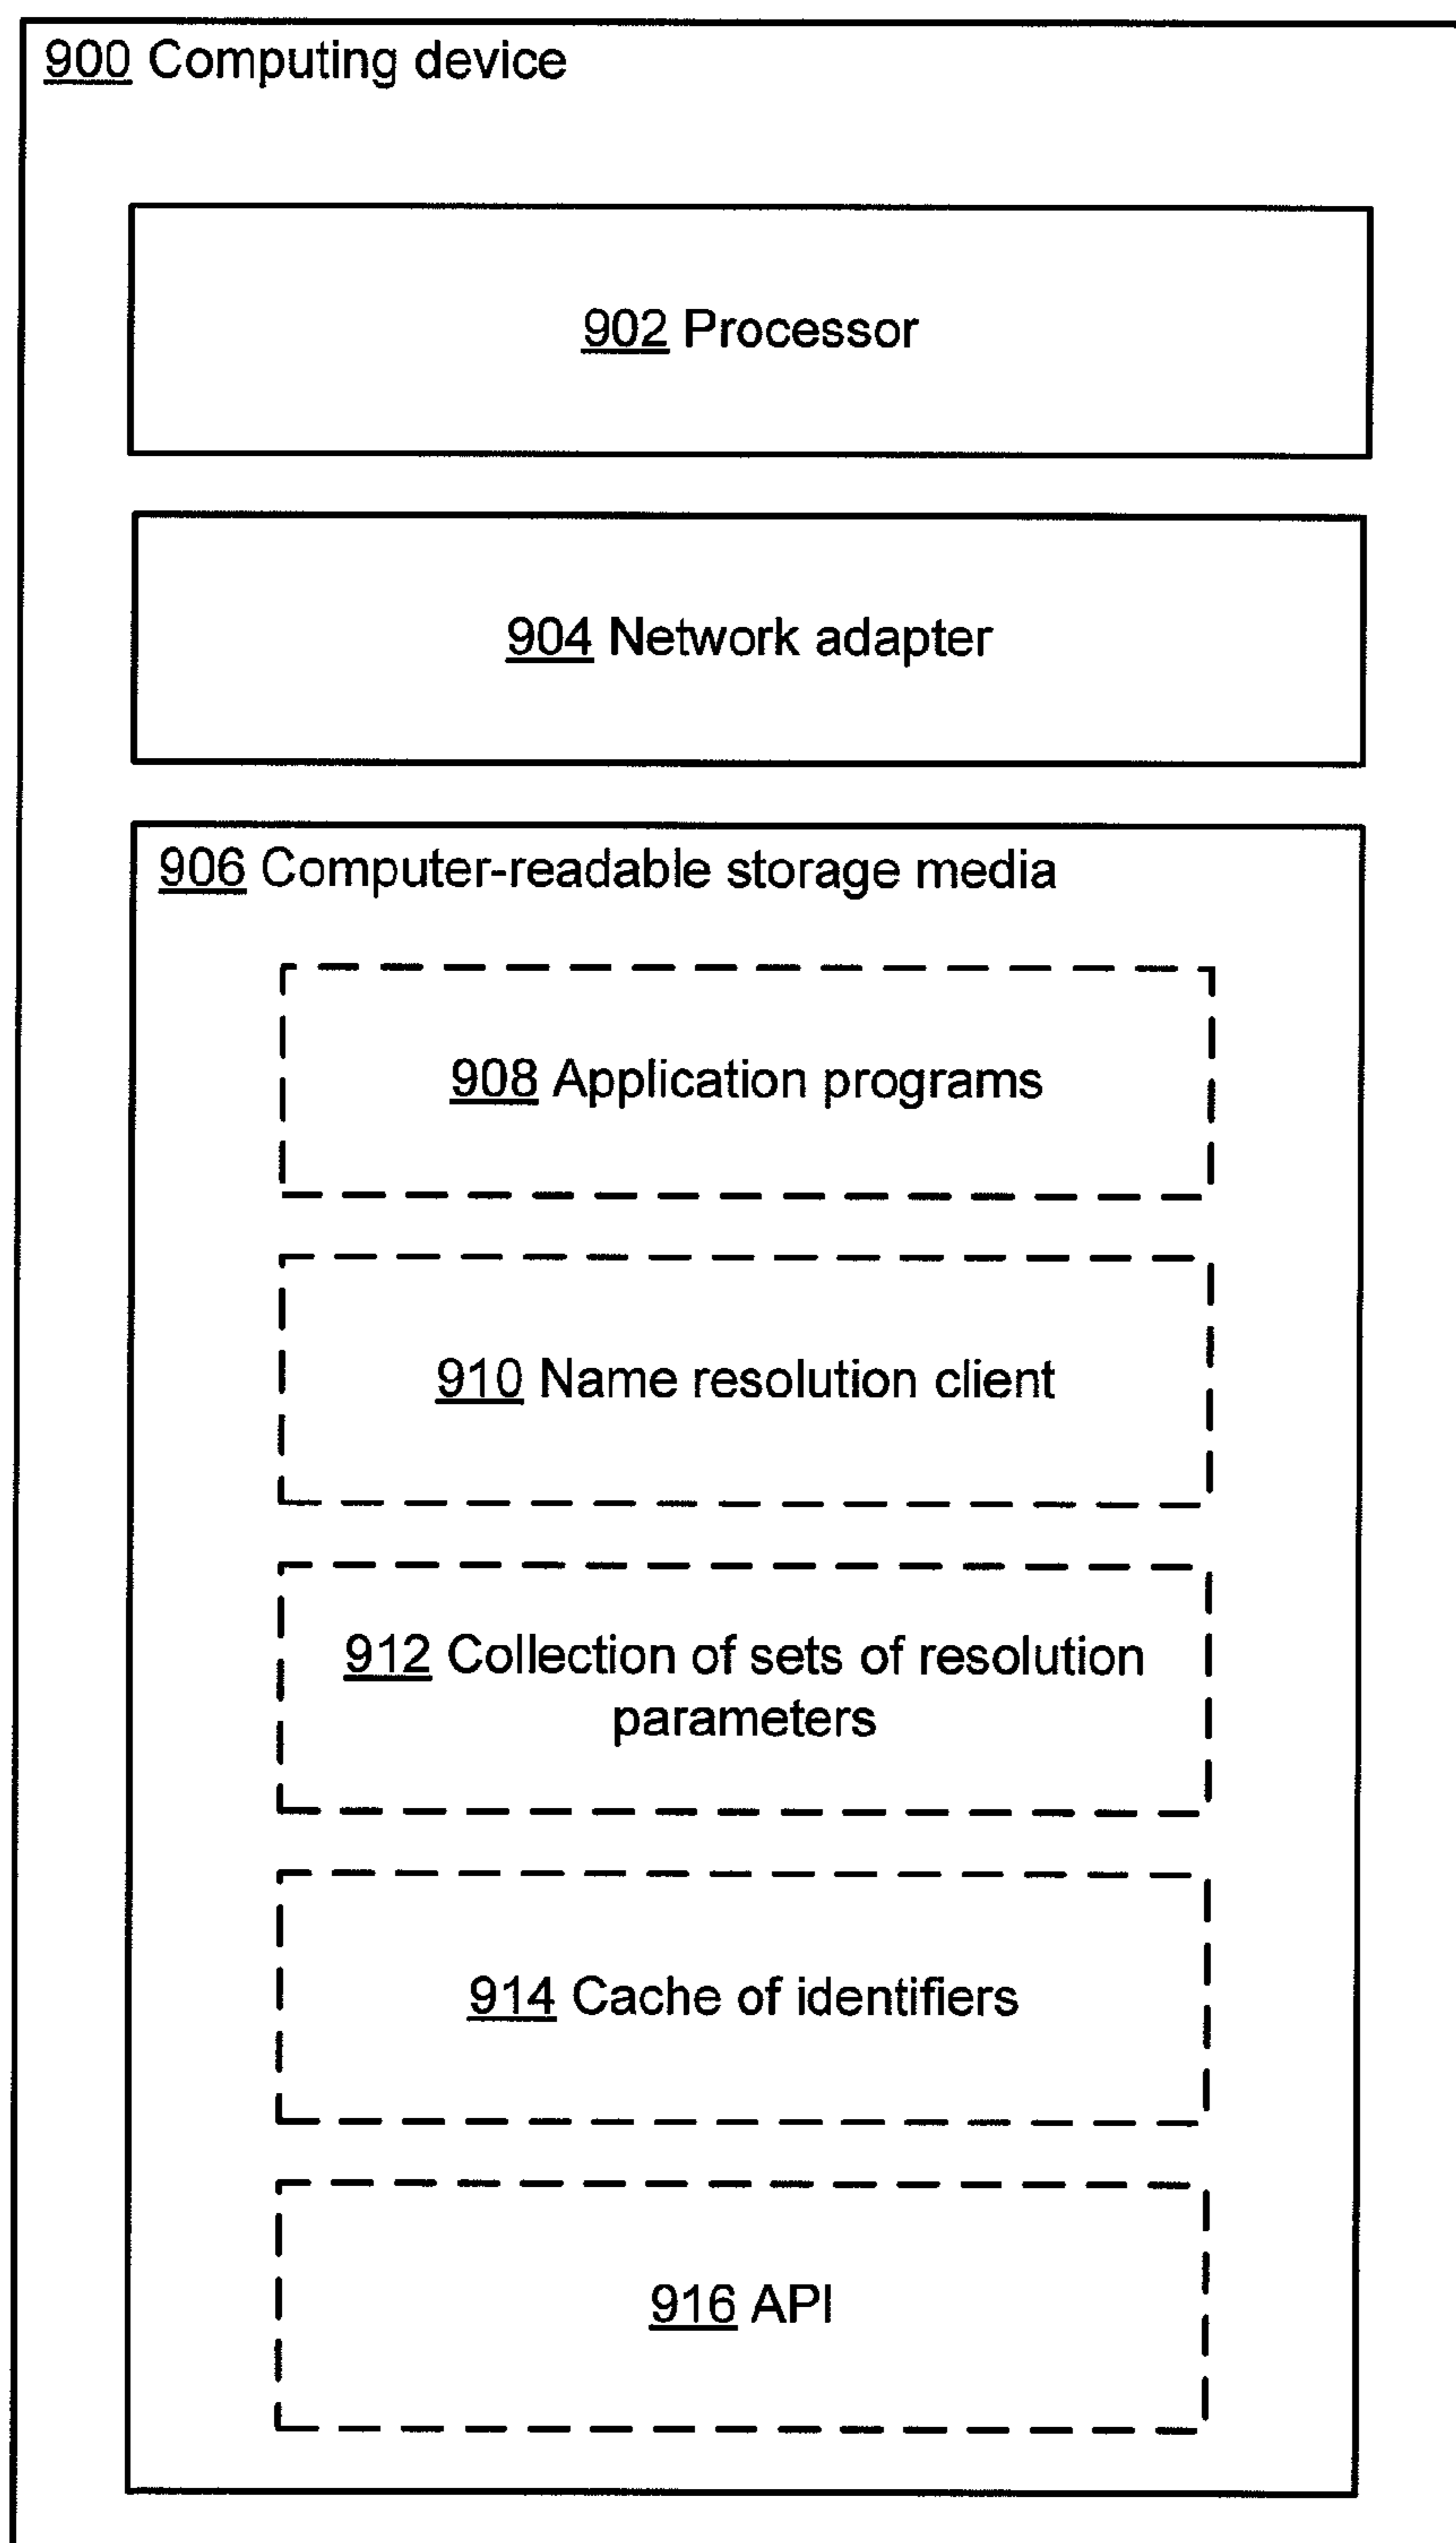 900 Computing device
902 Processor
904 Network adapter
906 Computer-readable storage media
908 Application programs
910 Name resolution client
912 Collection of sets of resolution
parameters
914 Cache of identifiers
916 API